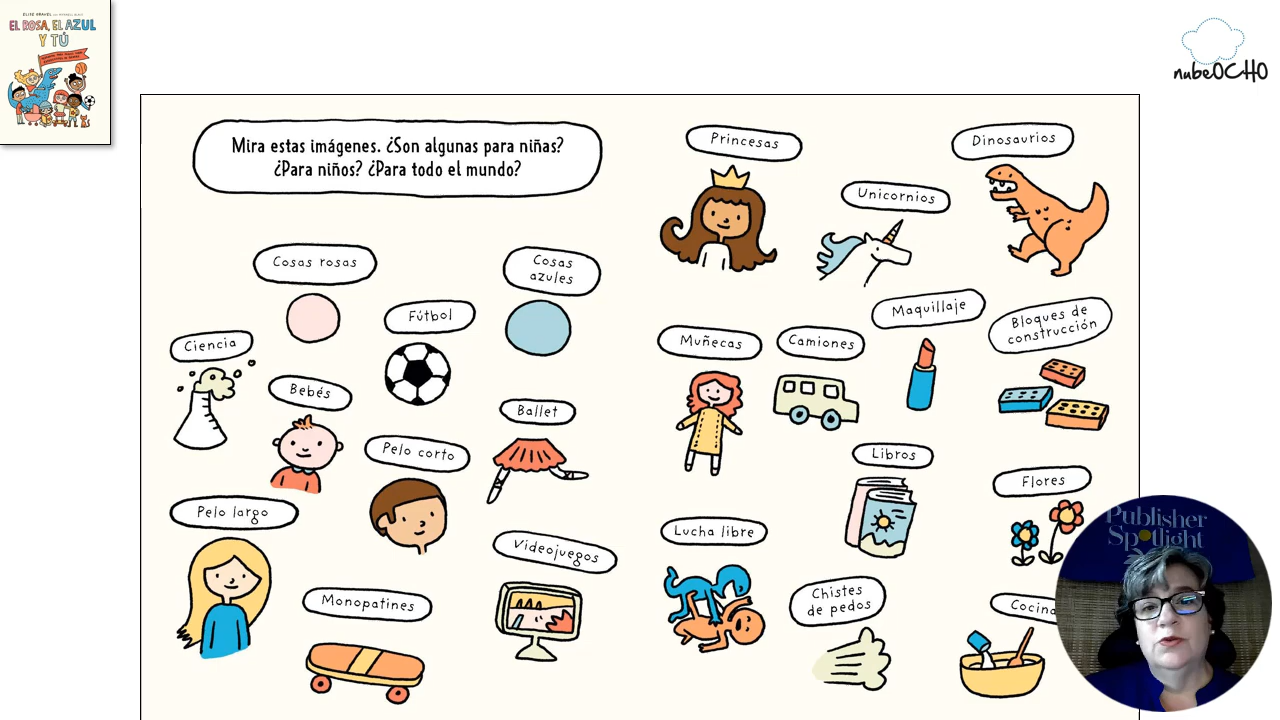 ELISE GRAVEL
EL ROSA, EL AZUL
Y TÚ
nubeOCHO
Mira estas imágenes. ¿Son algunas para niñas?
¿Para niños? ¿Para todo el mundo?
Cosas rosas
Cosas
azules
Fútbol
Ciencia
Bebés
Ballet
Pelo corto
Pelo largo
Videojuegos
Monopatines
Princesas
Dinosaurios
Unicornios
Maquillaje
Bloques de
construcción
Muñecas
Camiones
Libros
Flores
Lucha libre
Chistes
de pedos
Cocina
Publisher
Spotlight